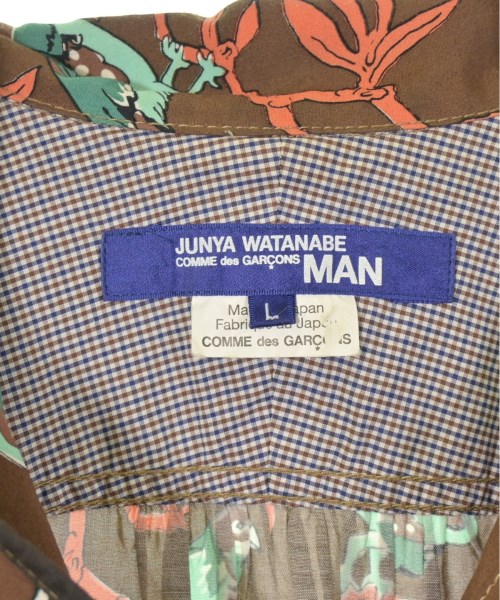 JUNYA WATANABE
COMME des GARÇONS MAN
L
Japan
Fabriqué au Japon
COMME des GARÇONS